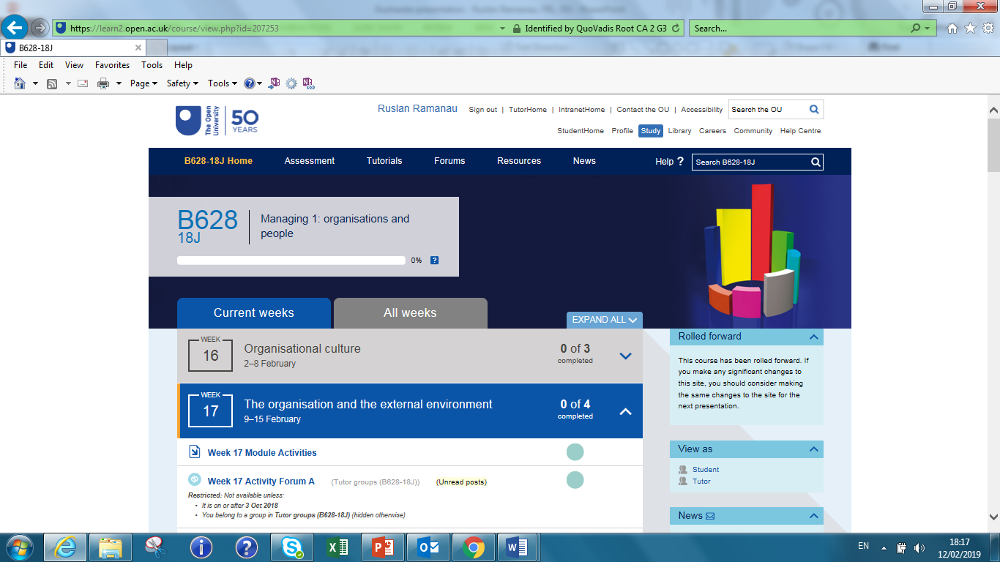 https://learn2.open.ac.uk/course/view.php?id=207253
Identified by QuoVadis Root CA 2 G3
Search...
B628-18J
File Edit View Favorites Tools Help
Page Safety Tools
The Open University
50 YEARS
Ruslan Ramanau
Sign out | TutorHome | IntranetHome | Contact the OU | Accessibility
Search the OU
StudentHome Profile Study Library Careers Community Help Centre
B628-18J Home Assessment Tutorials Forums Resources News
Help ?
Search B628-18J
B628
18J
Managing 1: organisations and
people
0%
?
Current weeks
All weeks
EXPAND ALL
WEEK
16
Organisational culture
2–8 February
0 of 3
completed
WEEK
17
The organisation and the external environment
9–15 February
0 of 4
completed
Week 17 Module Activities
Week 17 Activity Forum A (Tutor groups (B628-18J)) (Unread posts)
Restricted: Not available unless:
• It is on or after 3 Oct 2018
• You belong to a group in Tutor groups (B628-18J) (hidden otherwise)
Rolled forward
This course has been rolled forward. If
you make any significant changes to
this site, you should consider making
the same changes to the site for the
next presentation.
View as
Student
Tutor
News
EN
18:17
12/02/2019